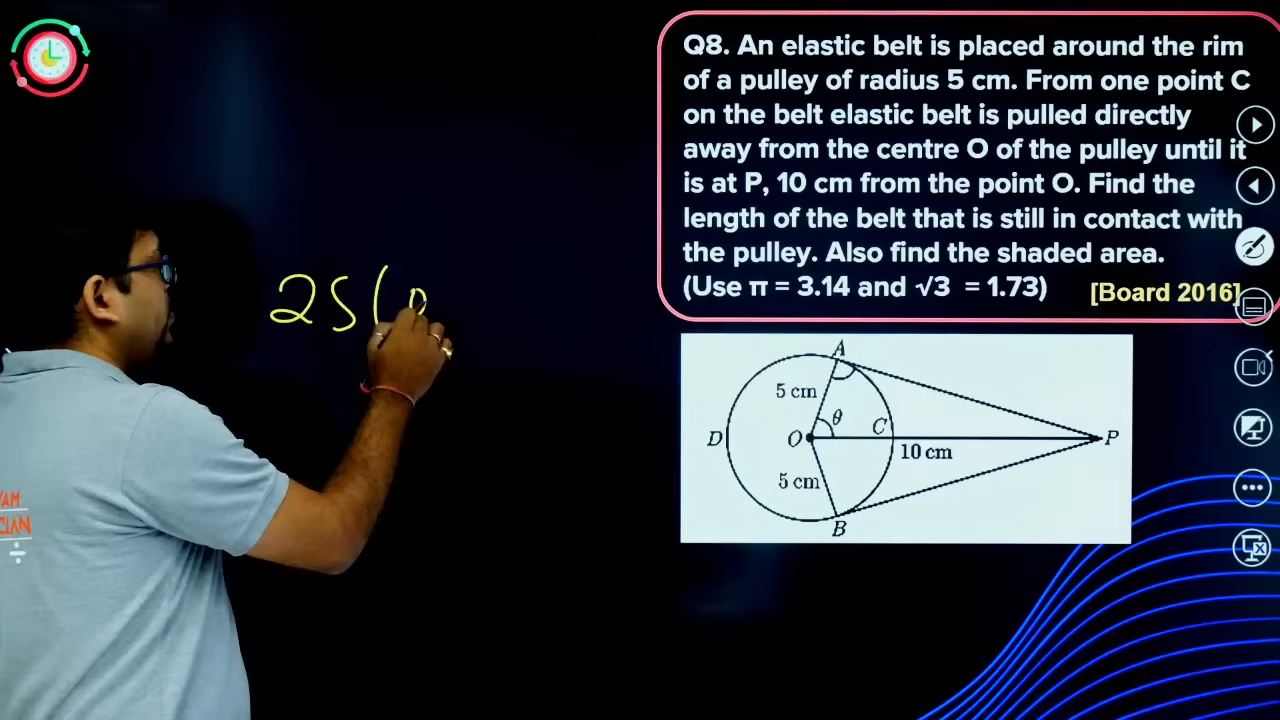 Q8. An elastic belt is placed around the rim
of a pulley of radius 5 cm. From one point C
on the belt elastic belt is pulled directly
away from the centre O of the pulley until it
is at P, 10 cm from the point O. Find the
length of the belt that is still in contact with
the pulley. Also find the shaded area.
(Use π = 3.14 and √3 = 1.73) [Board 2016]
25(
A
5 cm
θ
C
D
O
P
10 cm
5 cm
B